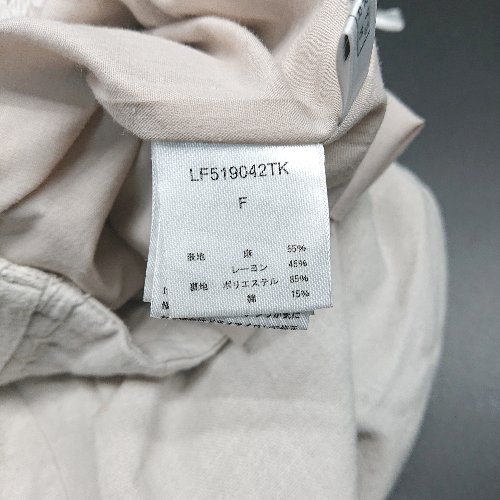 LF519042TK
F
表地 麻 55%
レーヨン 45%
裏地 ポリエステル 85%
綿 15%